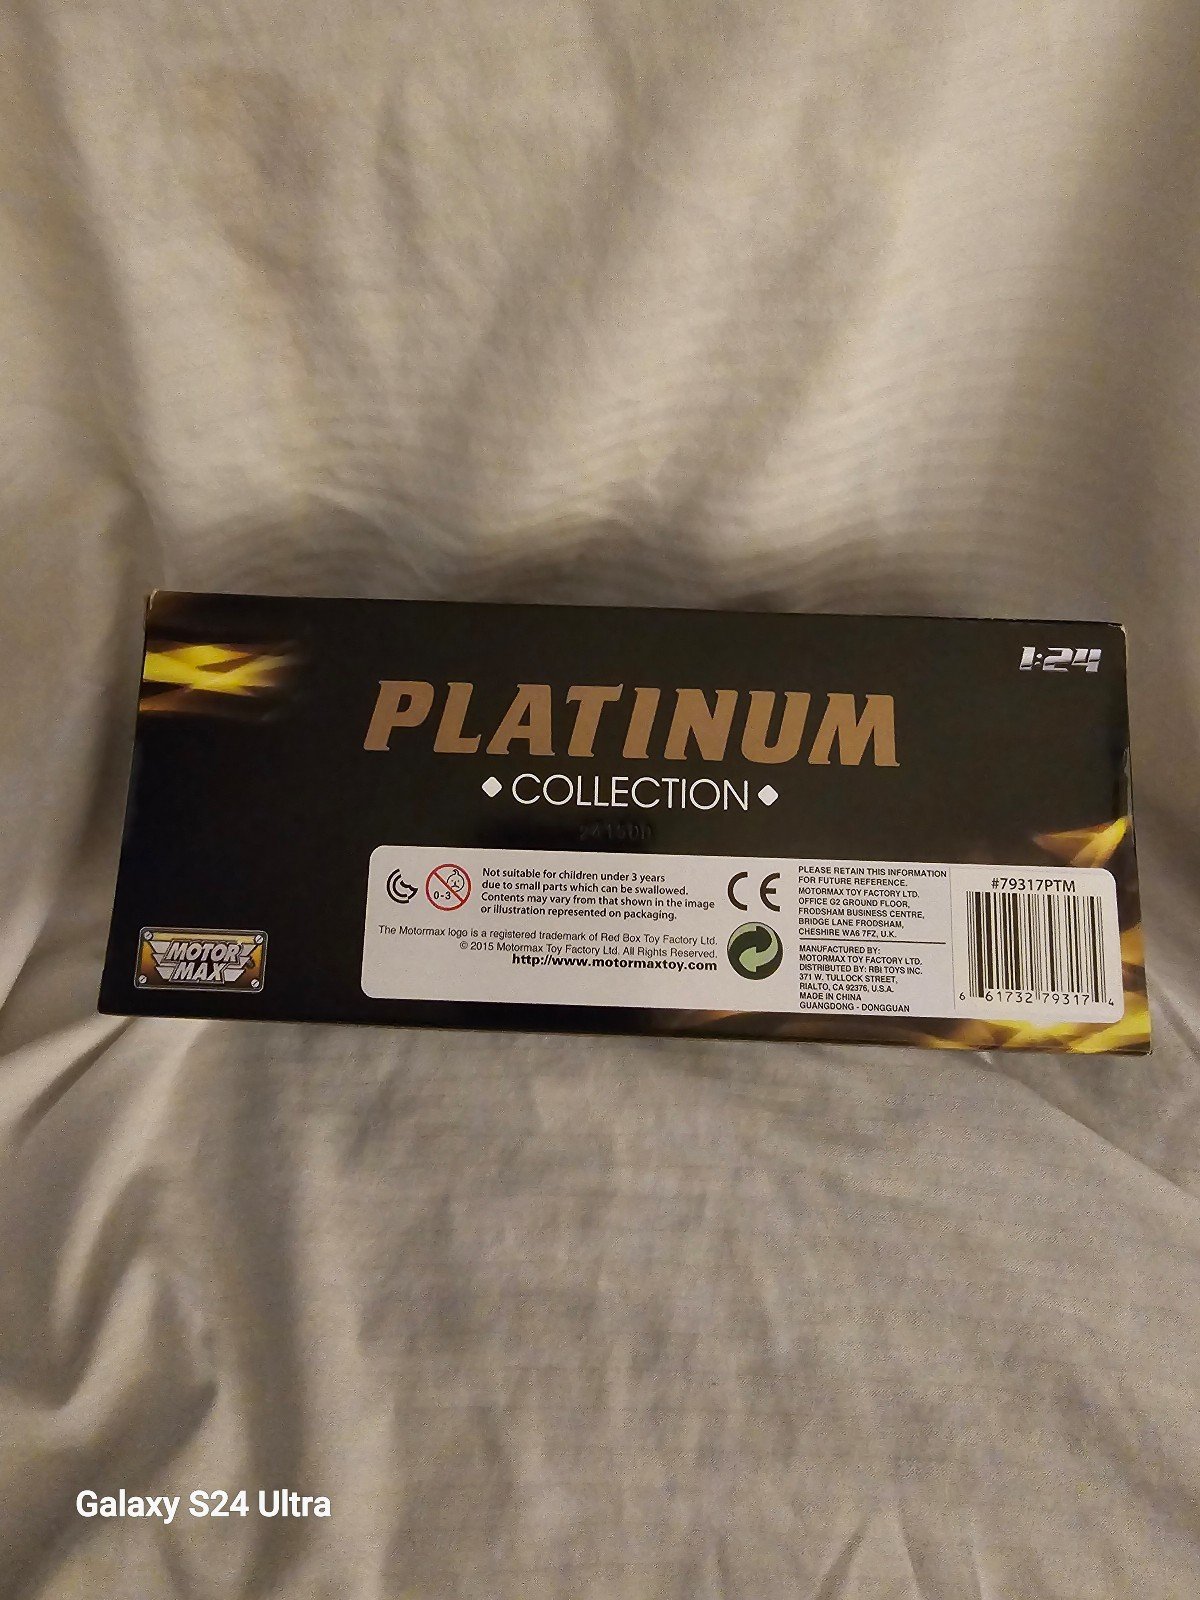 1:24
PLATINUM
COLLECTION
MOTOR
MAX
0-3
Not suitable for children under 3 years
due to small parts which can be swallowed.
Contents may vary from that shown in the image
or illustration represented on packaging.
The Motormax logo is a registered trademark of Red Box Toy Factory Ltd.
© 2015 Motormax Toy Factory Ltd. All Rights Reserved.
http://www.motormaxtoy.com
CE
PLEASE RETAIN THIS INFORMATION
FOR FUTURE REFERENCE.
MOTORMAX TOY FACTORY LTD.
OFFICE G2 GROUND FLOOR,
FRODSHAM BUSINESS CENTRE,
BRIDGE LANE FRODSHAM,
CHESHIRE WA6 7FZ, U.K.
MANUFACTURED BY:
MOTORMAX TOY FACTORY LTD.
DISTRIBUTED BY: RBI TOYS INC.
371 W. TULLOCK STREET,
RIALTO, CA 92376, U.S.A.
MADE IN CHINA
GUANGDONG - DONGGUAN
#79317PTM
6 61732 79317 4
Galaxy S24 Ultra